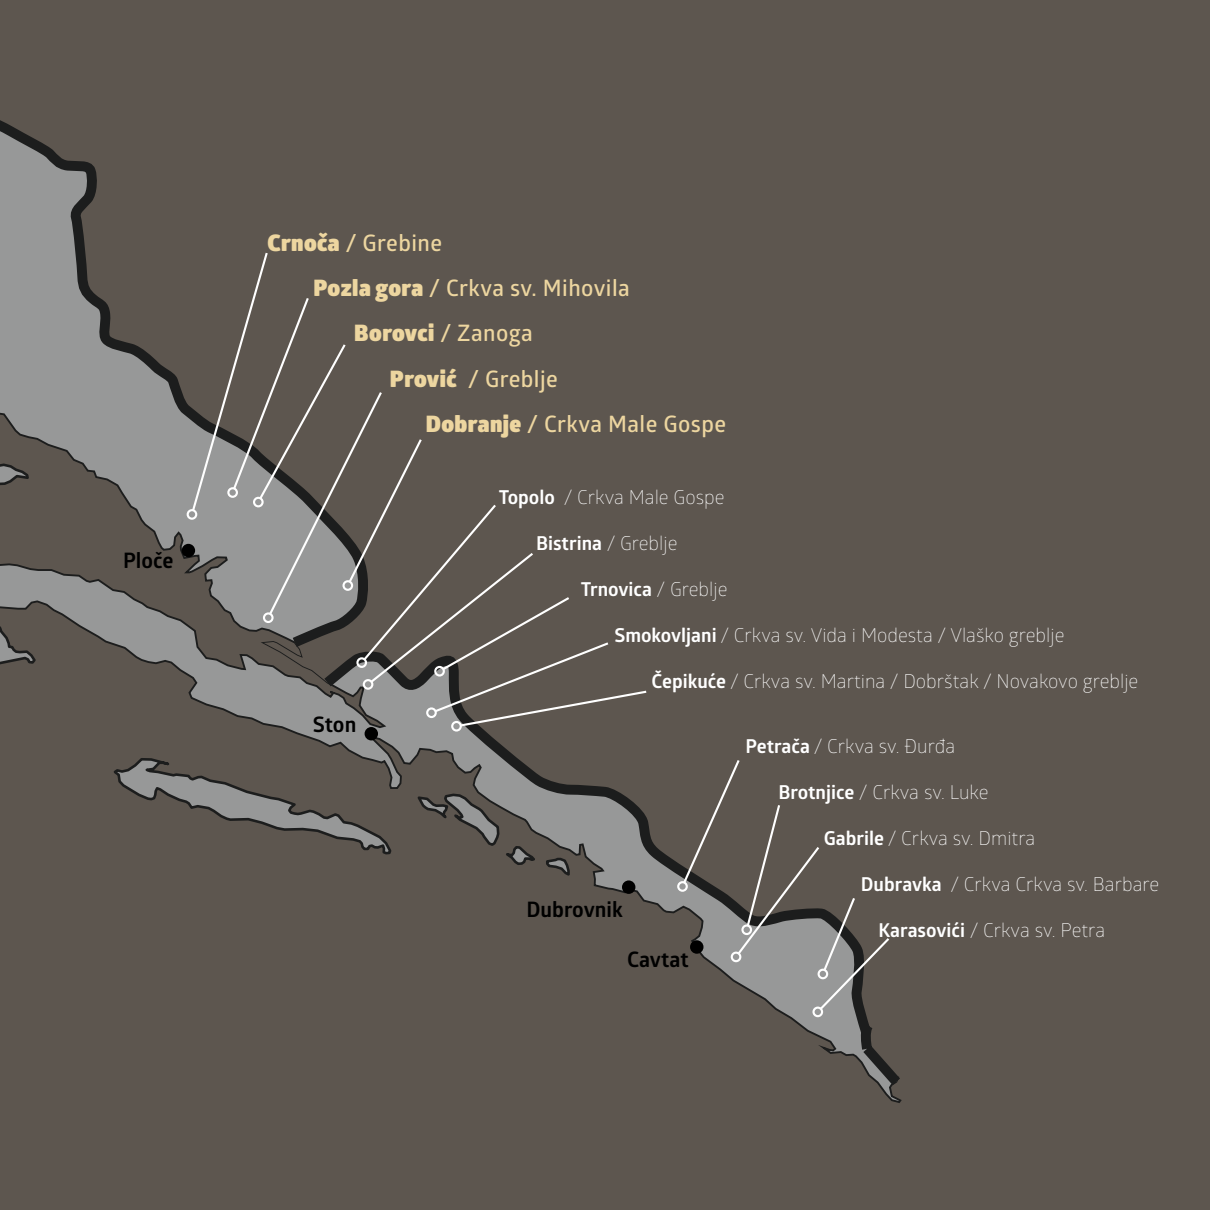 Crnoča / Grebine
Pozla gora / Crkva sv. Mihovila
Borovci / Zanoga
Prović / Greblje
Dobranje / Crkva Male Gospe
Topolo / Crkva Male Gospe
Bistrina / Greblje
Ploče
Trnovica / Greblje
Smokovljani / Crkva sv. Vida i Modesta / Vlaško greblje
Čepikuće / Crkva sv. Martina / Dobrštak / Novakovo greblje
Ston
Petrača / Crkva sv. Đurđa
Brotnjice / Crkva sv. Luke
Gabrile / Crkva sv. Dmitra
Dubravka / Crkva Crkva sv. Barbare
Dubrovnik
Karasovići / Crkva sv. Petra
Cavtat